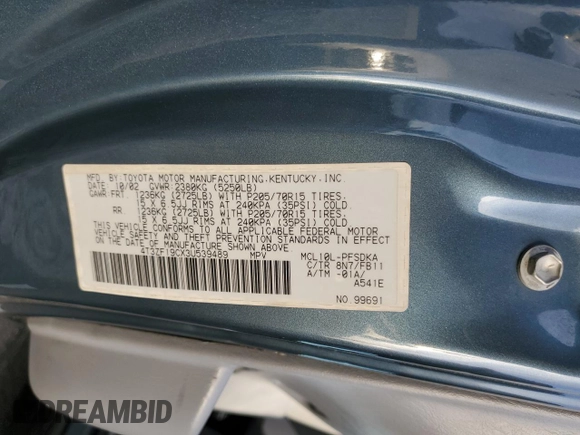 MFD. BY: TOYOTA MOTOR MANUFACTURING, KENTUCKY, INC.
DATE: 10/02 GVWR: 2380KG (5250LB)
GAWR: FRT. 1236KG (2725LB) WITH P205/70R15 TIRES,
15 X 6.5JJ RIMS AT 240KPA (35PSI) COLD
RR 1236KG (2725LB) WITH P205/70R15 TIRES,
15 X 6.5JJ RIMS AT 240KPA (35PSI) COLD
THIS VEHICLE CONFORMS TO ALL APPLICABLE FEDERAL MOTOR
VEHICLE SAFETY AND THEFT PREVENTION STANDARDS IN EFFECT
ON THE DATE OF MANUFACTURE SHOWN ABOVE.
4T3ZF19CX3U539489 MPV MCL10L-PFSDKA
C/TR 8N7/FB11
A/TM -01A/
A541E
NO. 99691
DREAMBID